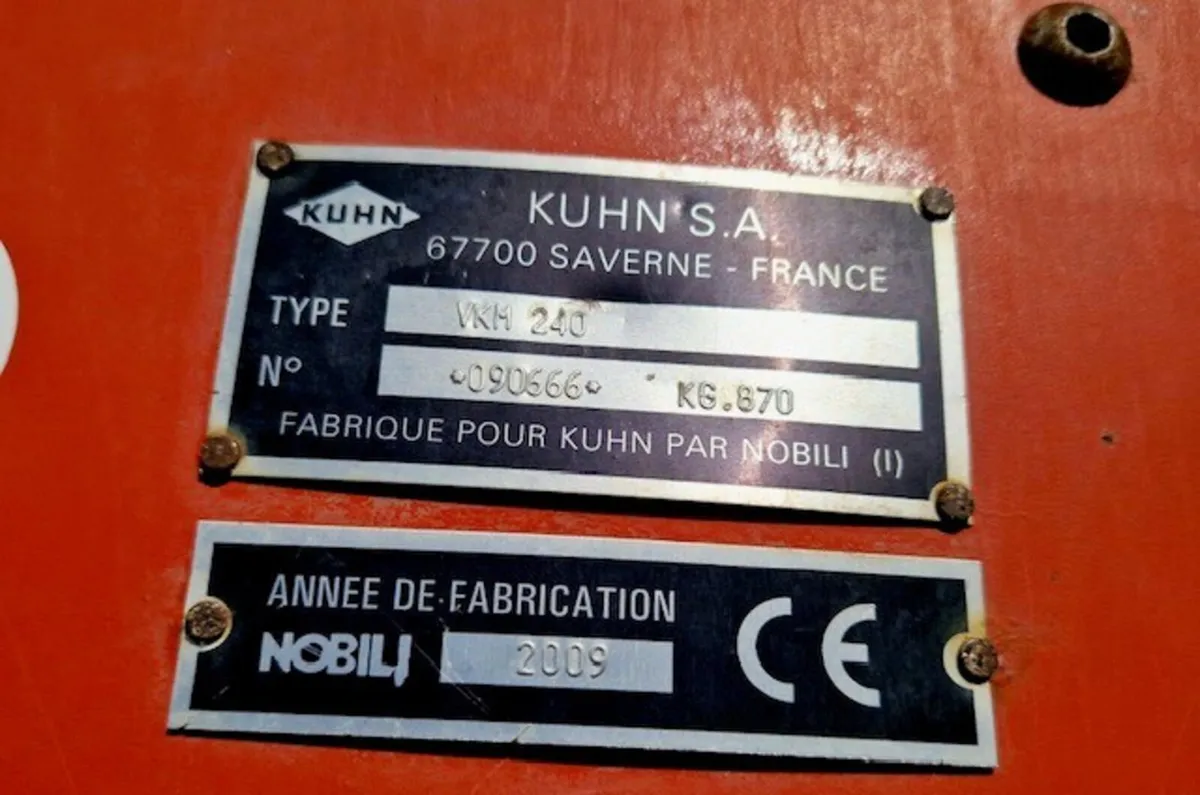 KUHN
KUHN S.A.
67700 SAVERNE - FRANCE
TYPE VKM 240
N° *090666* KG.870
FABRIQUE POUR KUHN PAR NOBILI (I)
ANNEE DE FABRICATION
NOBILI 2009 CE